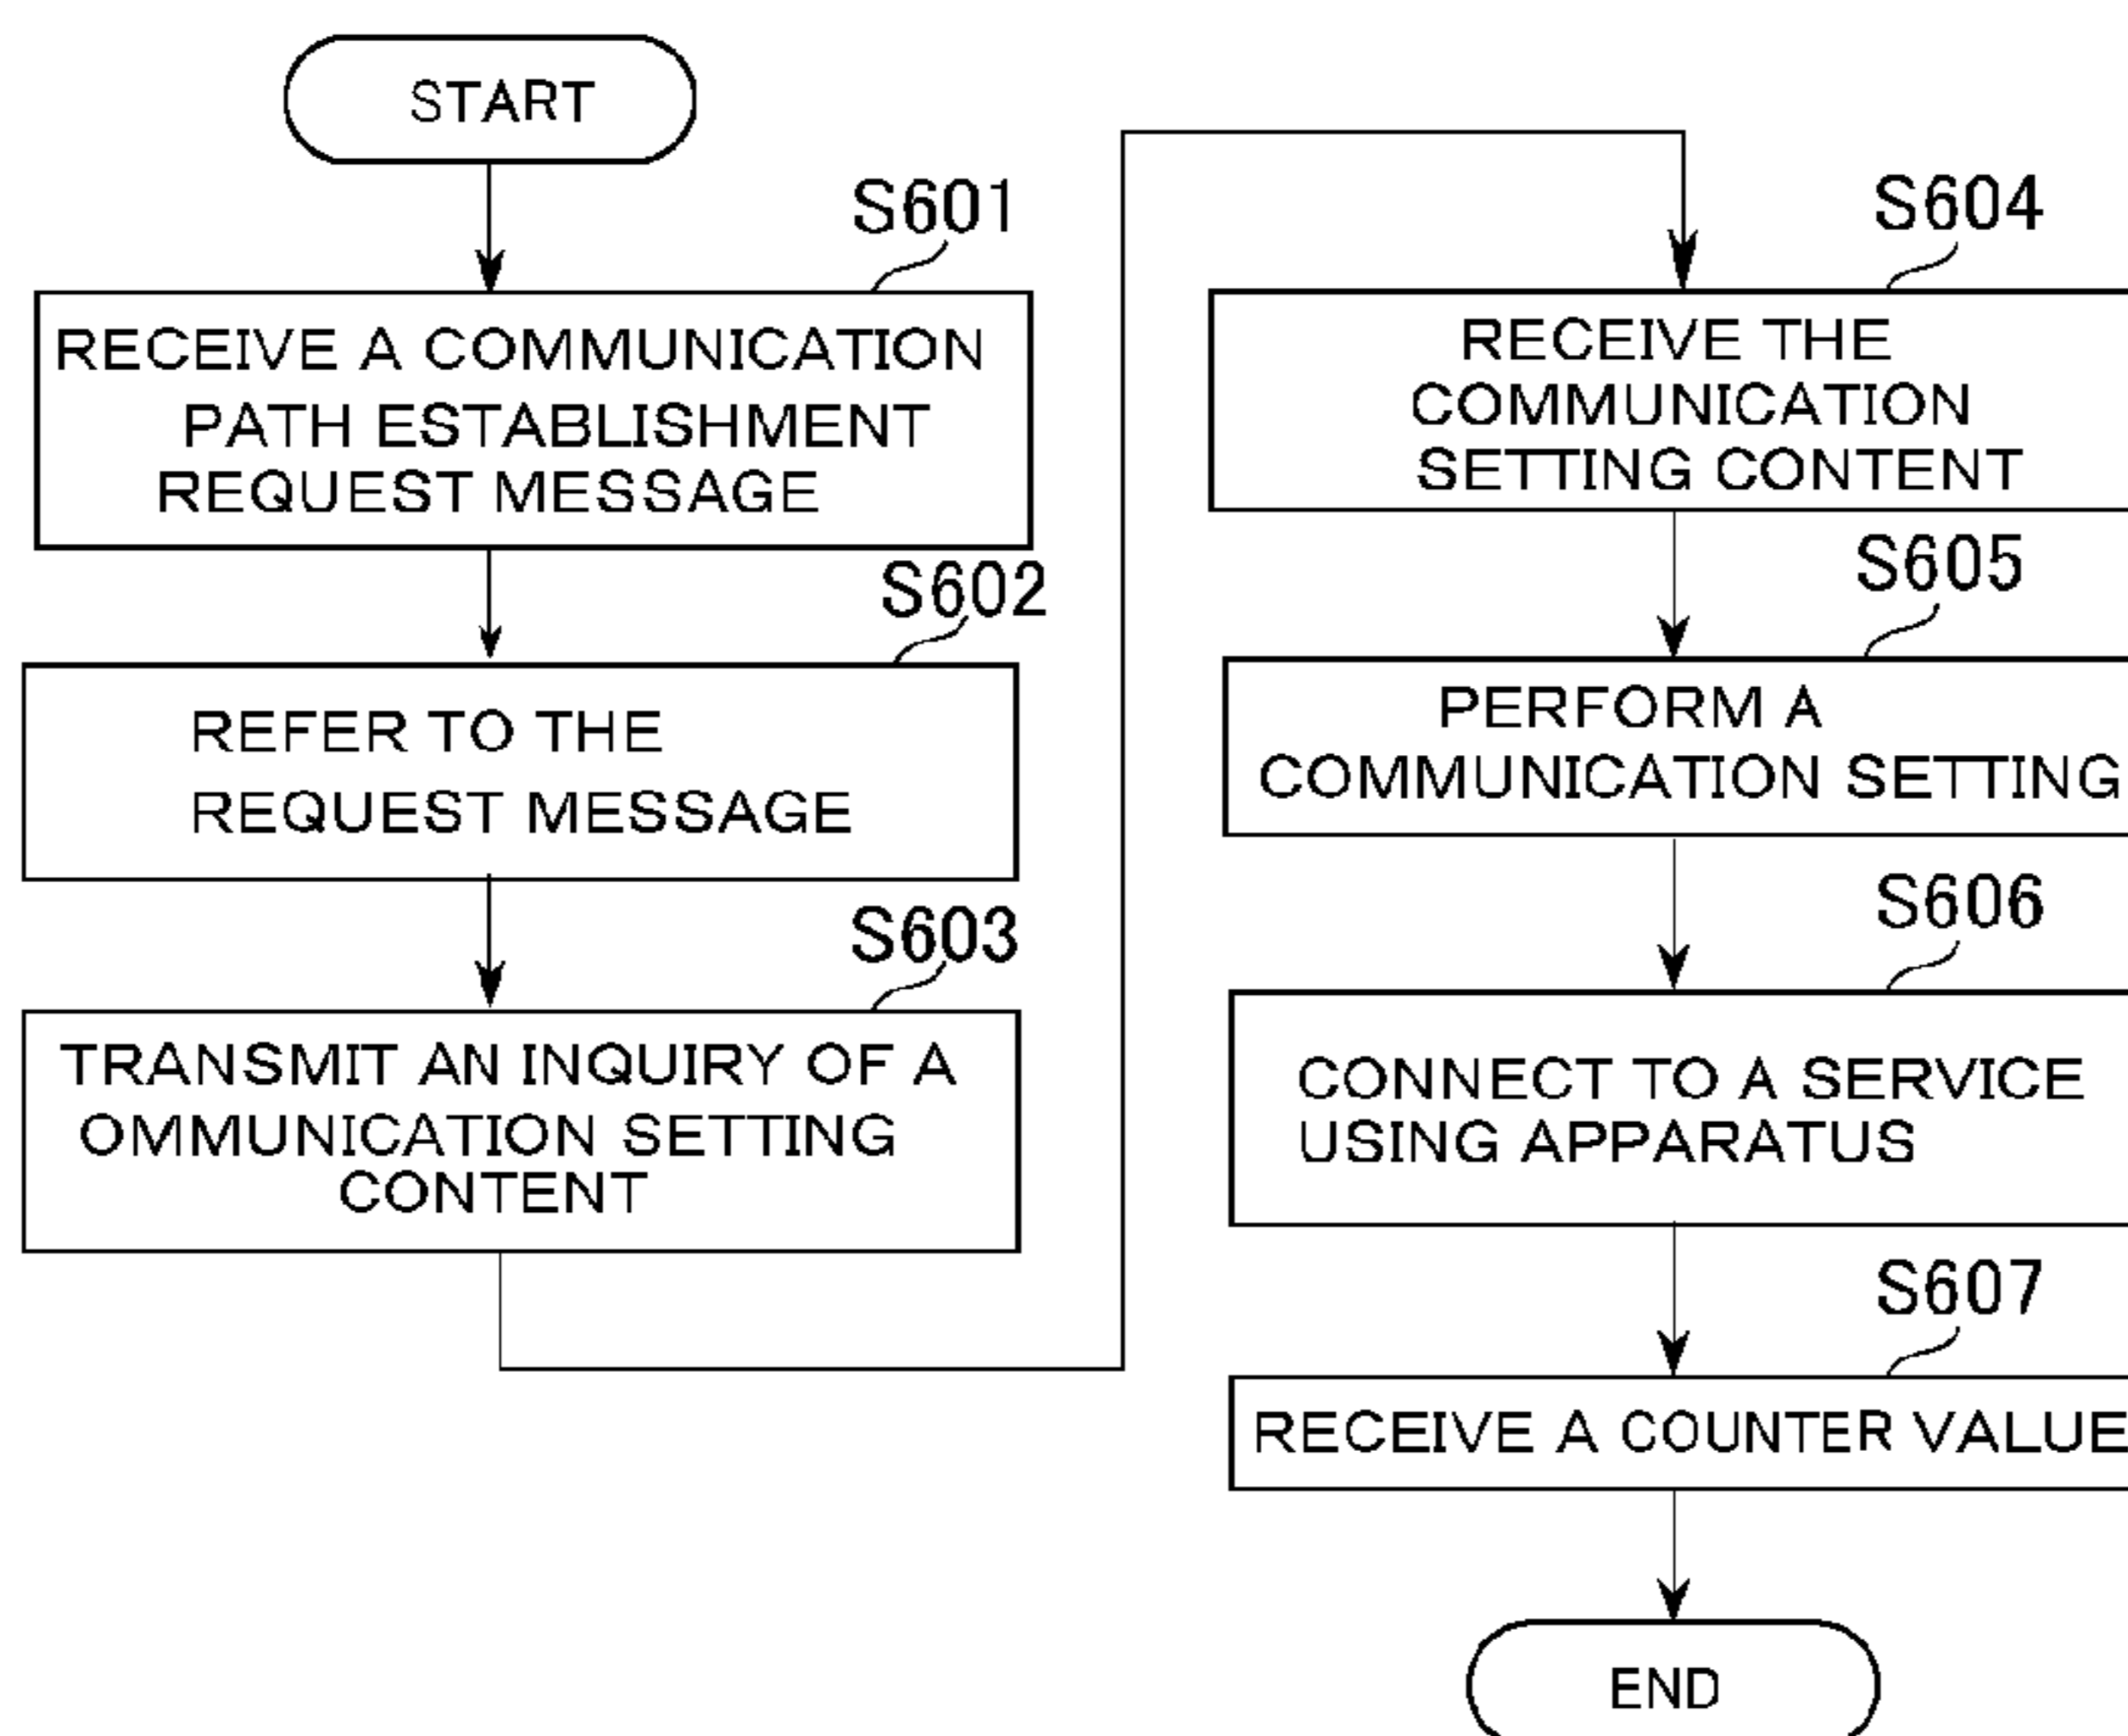 START
S601
RECEIVE A COMMUNICATION
PATH ESTABLISHMENT
REQUEST MESSAGE
S602
REFER TO THE
REQUEST MESSAGE
S603
TRANSMIT AN INQUIRY OF A
OMMUNICATION SETTING
CONTENT
S604
RECEIVE THE
COMMUNICATION
SETTING CONTENT
S605
PERFORM A
COMMUNICATION SETTING
S606
CONNECT TO A SERVICE
USING APPARATUS
S607
RECEIVE A COUNTER VALUE
END